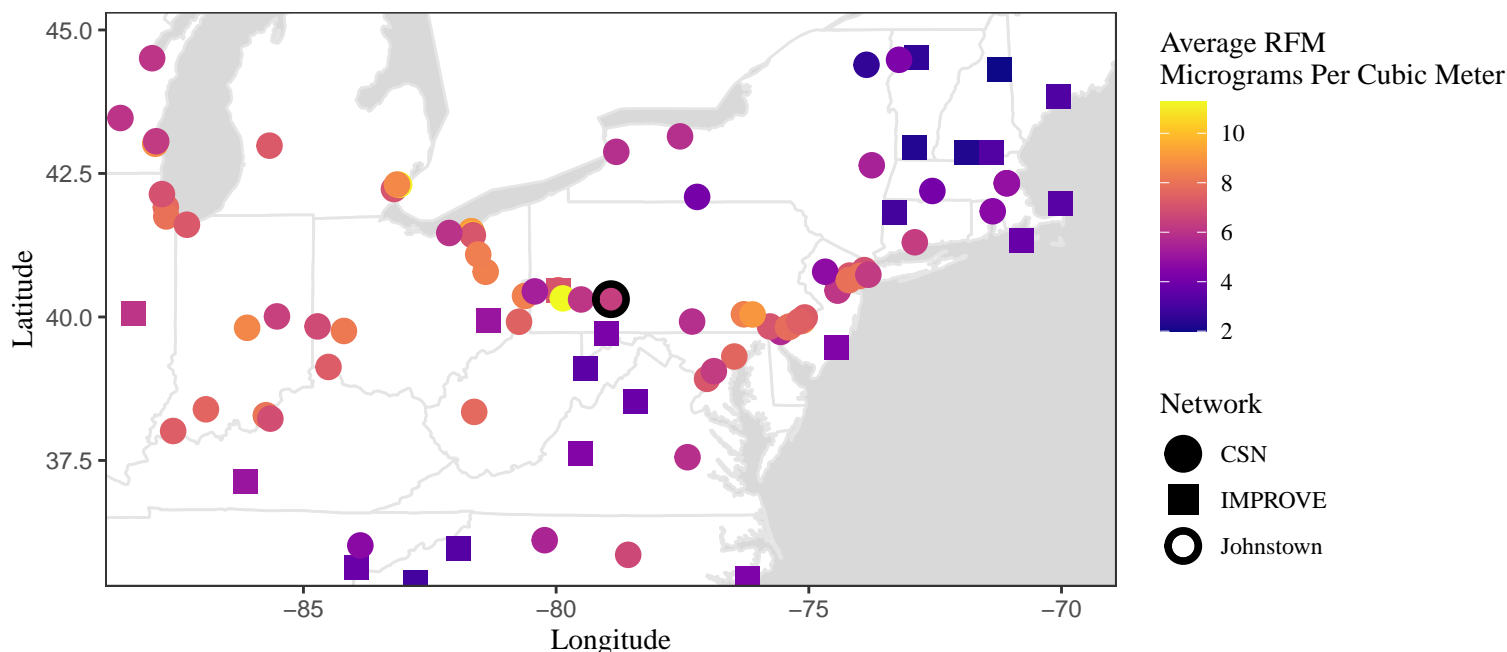 45.0
42.5
40.0
37.5
Latitude
−85
−80
−75
−70
Longitude
Average RFM
Micrograms Per Cubic Meter
10
8
6
4
2
Network
CSN
IMPROVE
Johnstown